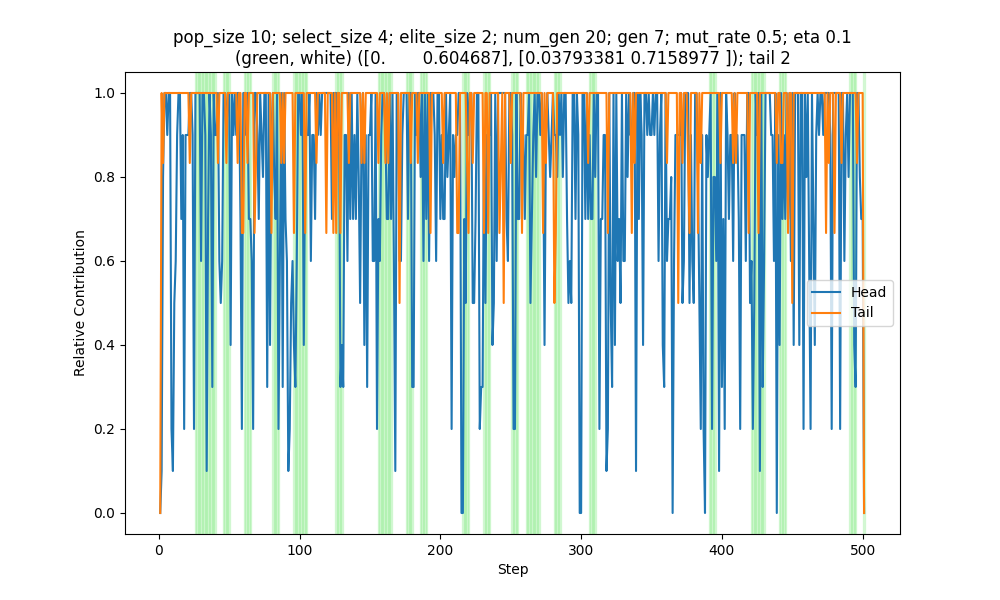 pop_size 10; select_size 4; elite_size 2; num_gen 20; gen 7; mut_rate 0.5; eta 0.1
(green, white) ([0.       0.604687], [0.03793381 0.7158977 ]); tail 2
1.0
0.8
0.6
0.4
0.2
0.0
Relative Contribution
Head
Tail
0
100
200
300
400
500
Step